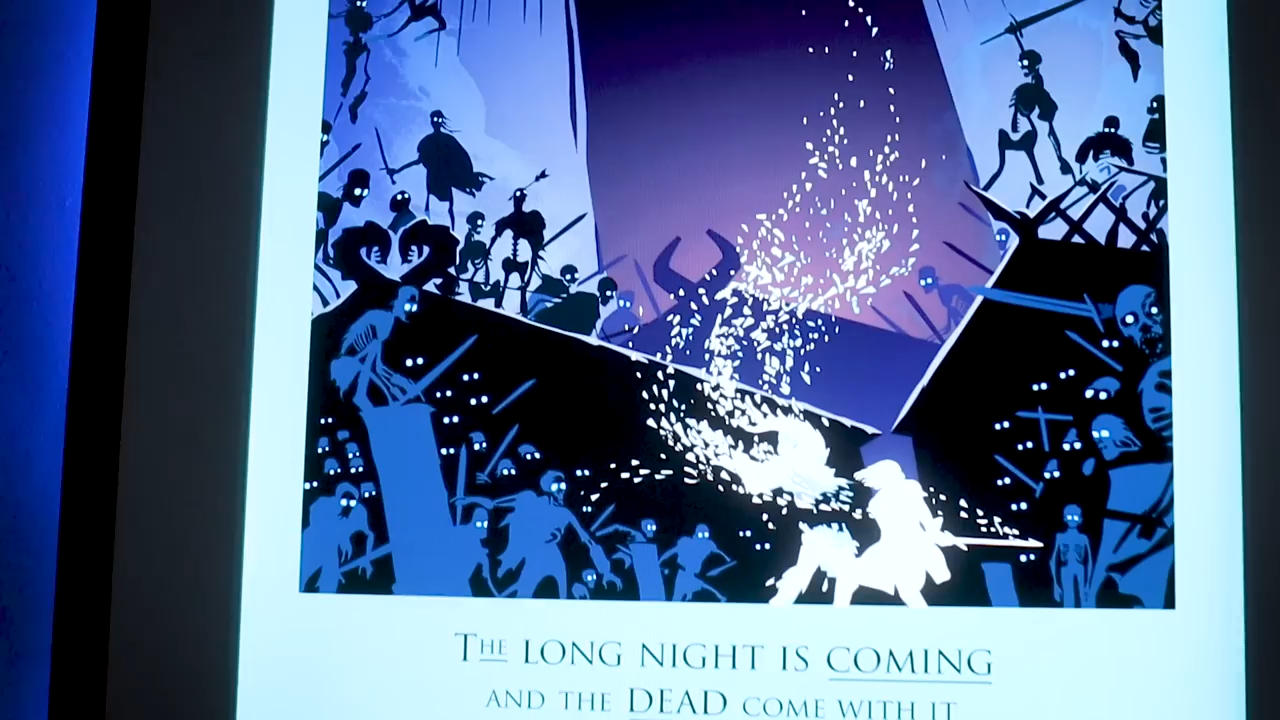 The LONG NIGHT IS COMING
AND THE DEAD COME WITH IT